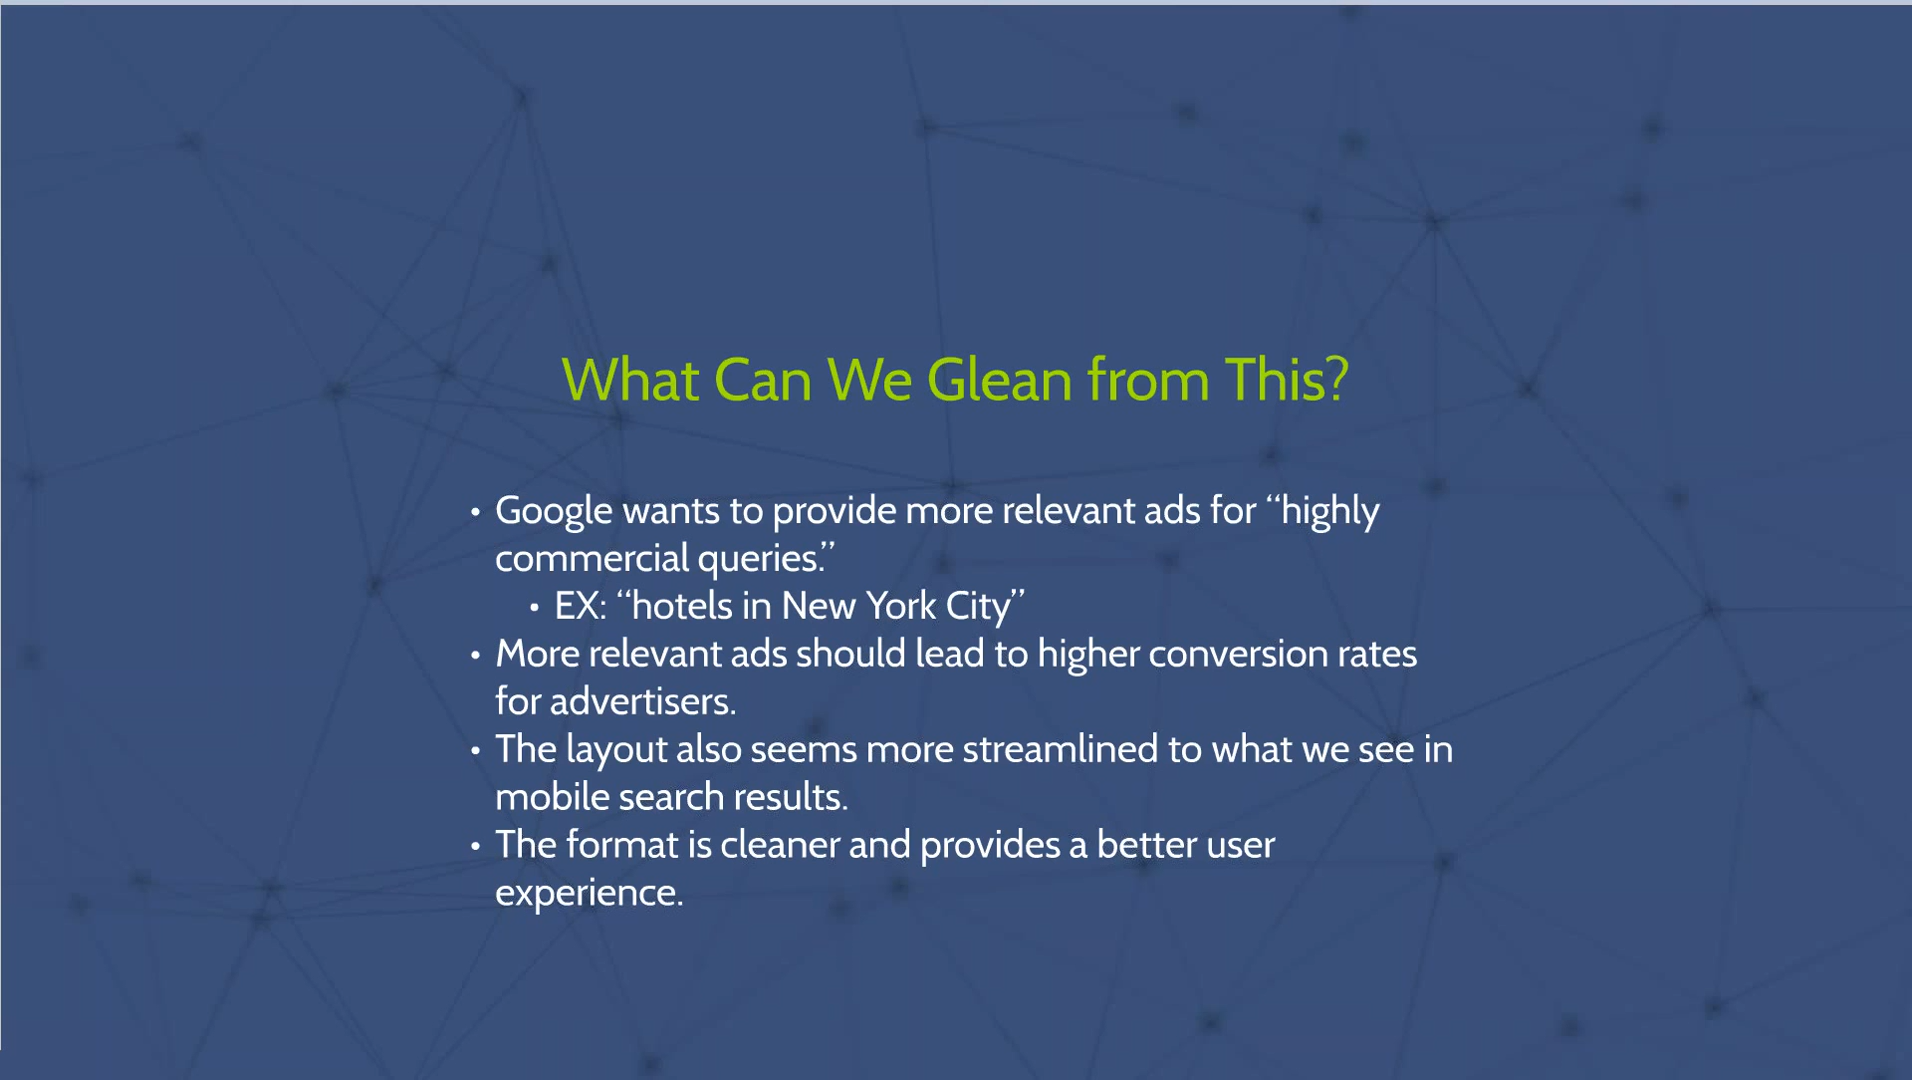 What Can We Glean from This?
• Google wants to provide more relevant ads for “highly
commercial queries.”
• EX: “hotels in New York City”
• More relevant ads should lead to higher conversion rates
for advertisers.
• The layout also seems more streamlined to what we see in
mobile search results.
• The format is cleaner and provides a better user
experience.